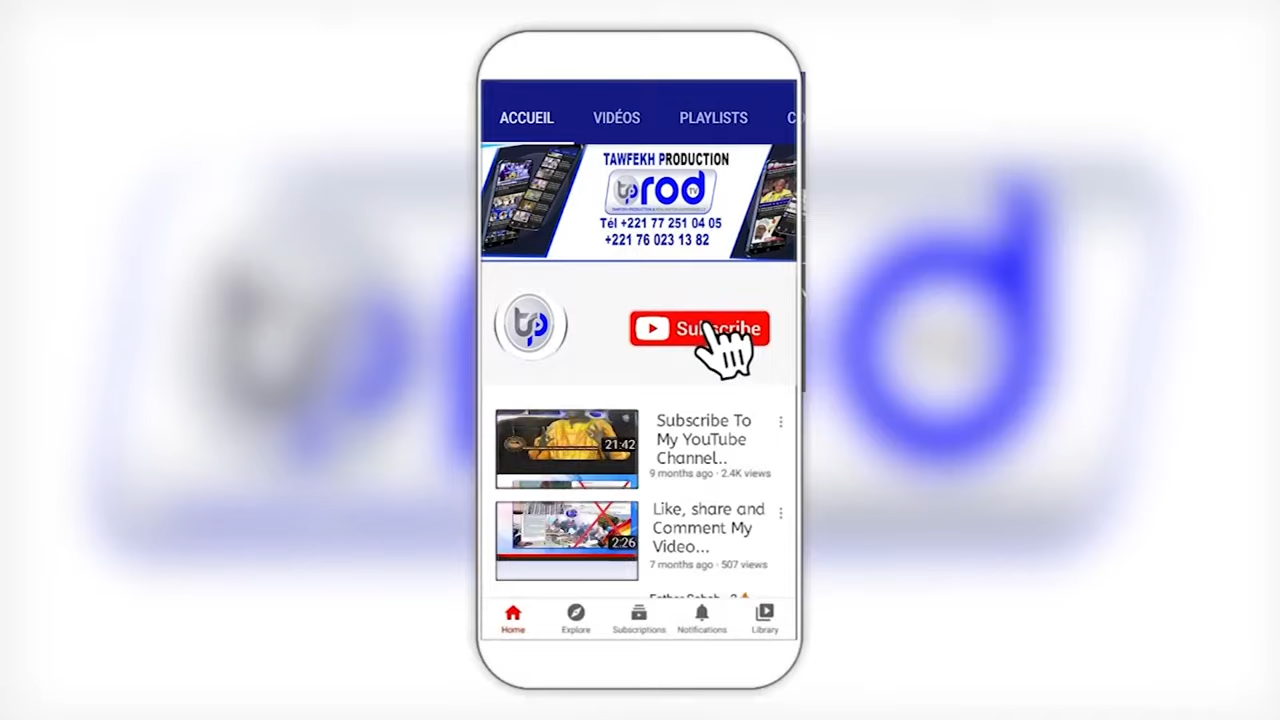 ACCUEIL VIDÉOS PLAYLISTS
TAWFEKH PRODUCTION
tprod TV
Tél +221 77 251 04 05
+221 76 023 13 82
tp
Subscribe
21:42
Subscribe To
My YouTube
Channel..
9 months ago · 2.4K views
2:26
Like, share and
Comment My
Video...
7 months ago · 507 views
Home Explore Subscriptions Notifications Library